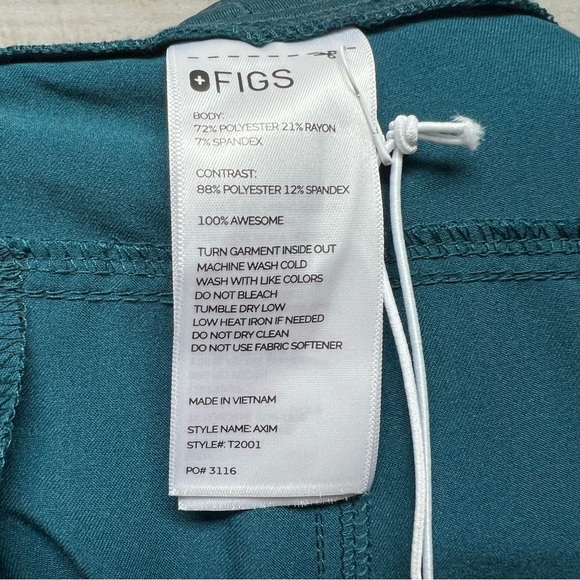 FIGS
BODY:
72% POLYESTER 21% RAYON
7% SPANDEX
CONTRAST:
88% POLYESTER 12% SPANDEX
100% AWESOME
TURN GARMENT INSIDE OUT
MACHINE WASH COLD
WASH WITH LIKE COLORS
DO NOT BLEACH
TUMBLE DRY LOW
LOW HEAT IRON IF NEEDED
DO NOT DRY CLEAN
DO NOT USE FABRIC SOFTENER
MADE IN VIETNAM
STYLE NAME: AXIM
STYLE#: T2001
PO# 3116